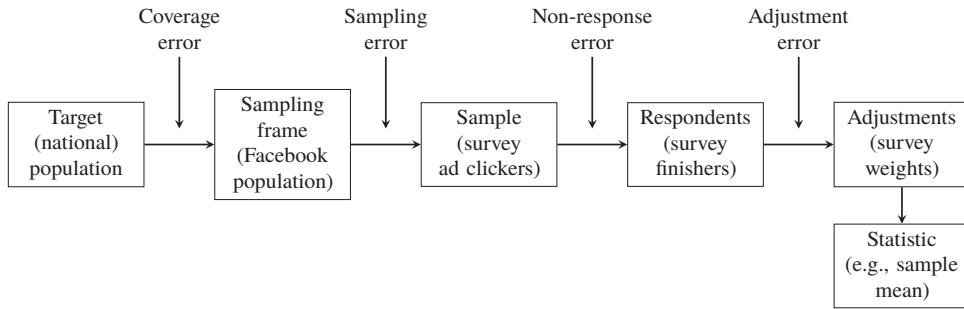 Coverage
error
Sampling
error
Non-response
error
Adjustment
error
Target
(national)
population
Sampling
frame
(Facebook
population)
Sample
(survey
ad clickers)
Respondents
(survey
finishers)
Adjustments
(survey
weights)
Statistic
(e.g., sample
mean)